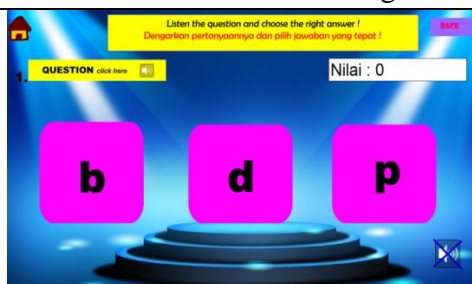 Listen the question and choose the right answer !
Dengarkan pertanyaannya dan pilih jawaban yang tepat !
BACK
1. QUESTION click here
Nilai : 0
b d p